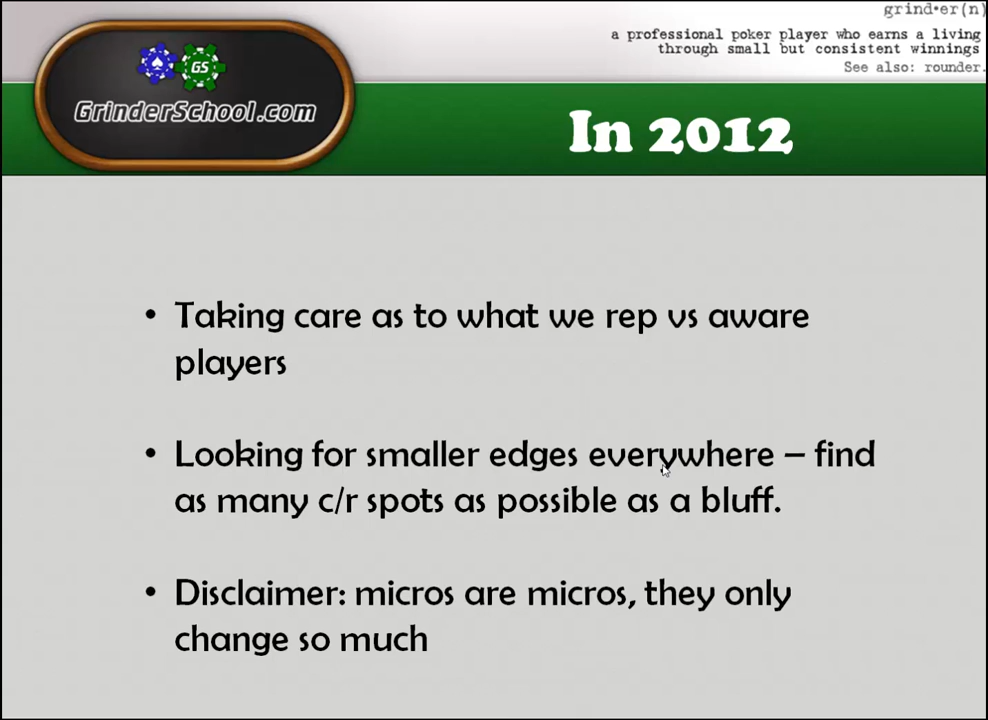 grind•er(n)
a professional poker player who earns a living
through small but consistent winnings
See also: rounder.
GS
GrinderSchool.com
In 2012
• Taking care as to what we rep vs aware
players
• Looking for smaller edges everywhere – find
as many c/r spots as possible as a bluff.
• Disclaimer: micros are micros, they only
change so much